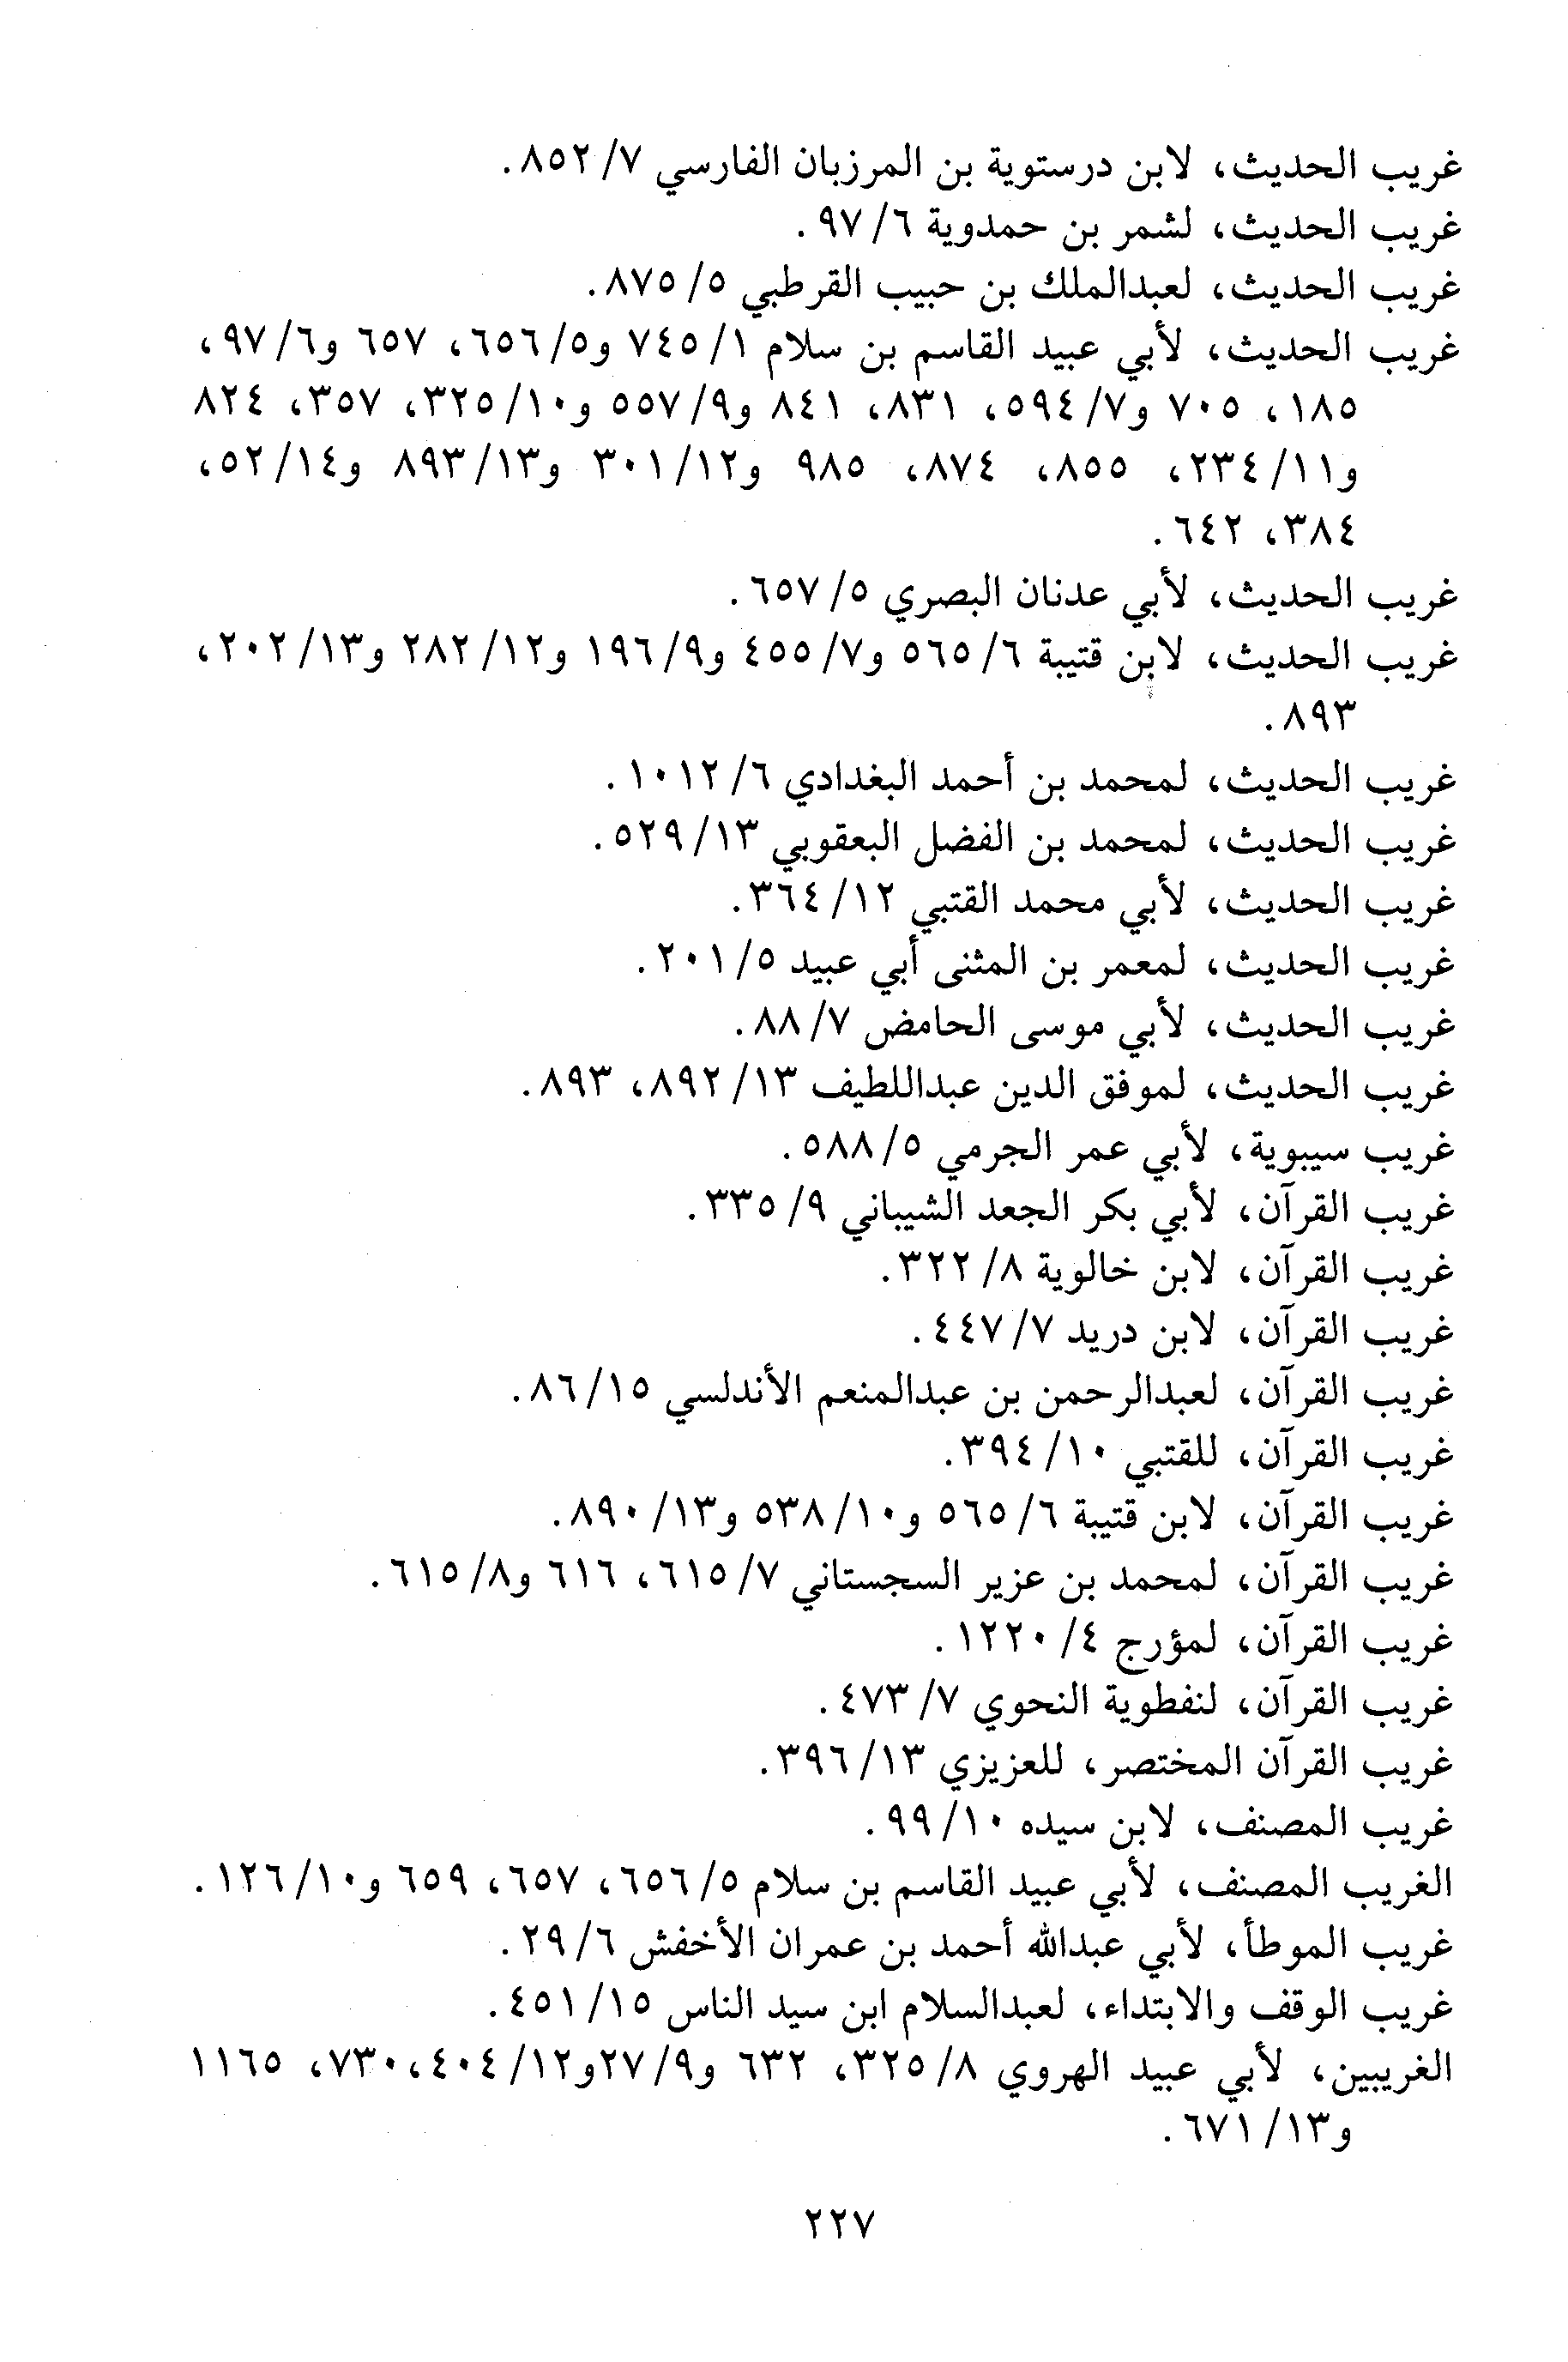 غريب الحديث، لابن درستوية بن المرزبان الفارسي ٧/ ٨٥٢.
غريب الحديث، لشمر بن حمدوية ٦/ ٩٧.
غريب الحديث، لعبدالملك بن حبيب القرطبي ٥/ ٨٧٥.
غريب الحديث، لأبي عبيد القاسم بن سلام ١/ ٧٤٥ و٥/ ٦٥٦، ٦٥٧ و٦/ ٩٧،
١٨٥، ٧٠٥ و٧/ ٥٩٤، ٨٣١، ٨٤١ و٩/ ٥٥٧ و١٠/ ٣٢٥، ٣٥٧، ٨٢٤
و١١/ ٢٣٤، ٨٥٥، ٨٧٤، ٩٨٥ و١٢/ ٣٠١ و١٣/ ٨٩٣ و١٤/ ٥٢،
٣٨٤، ٦٤٢.
غريب الحديث، لأبي عدنان البصري ٥/ ٦٥٧.
غريب الحديث، لابن قتيبة ٦/ ٥٦٥ و٧/ ٤٥٥ و٩/ ١٩٦ و١٢/ ٢٨٢ و١٣/ ٢٠٢،
٨٩٣.
غريب الحديث، لمحمد بن أحمد البغدادي ٦/ ١٠١٢.
غريب الحديث، لمحمد بن الفضل البعقوبي ١٣/ ٥٢٩.
غريب الحديث، لأبي محمد القتبي ١٢/ ٣٦٤.
غريب الحديث، لمعمر بن المثنى أبي عبيد ٥/ ٢٠١.
غريب الحديث، لأبي موسى الحامض ٧/ ٨٨.
غريب الحديث، لموفق الدين عبداللطيف ١٣/ ٨٩٢، ٨٩٣.
غريب سيبوية، لأبي عمر الجرمي ٥/ ٥٨٨.
غريب القرآن، لأبي بكر الجعد الشيباني ٩/ ٣٣٥.
غريب القرآن، لابن خالوية ٨/ ٣٢٢.
غريب القرآن، لابن دريد ٧/ ٤٤٧.
غريب القرآن، لعبدالرحمن بن عبدالمنعم الأندلسي ١٥/ ٨٦.
غريب القرآن، للقتبي ١٠/ ٣٩٤.
غريب القرآن، لابن قتيبة ٦/ ٥٦٥ و١٠/ ٥٣٨ و١٣/ ٨٩٠.
غريب القرآن، لمحمد بن عزير السجستاني ٧/ ٦١٥، ٦١٦ و٨/ ٦١٥.
غريب القرآن، لمؤرج ٤/ ١٢٢٠.
غريب القرآن، لنفطوية النحوي ٧/ ٤٧٣.
غريب القرآن المختصر، للعزيزي ١٣/ ٣٩٦.
غريب المصنف، لابن سيده ١٠/ ٩٩.
الغريب المصنف، لأبي عبيد القاسم بن سلام ٥/ ٦٥٦، ٦٥٧، ٦٥٩ و١٠/ ١٢٦.
غريب الموطأ، لأبي عبدالله أحمد بن عمران الأخفش ٦/ ٢٩.
غريب الوقف والابتداء، لعبدالسلام ابن سيد الناس ١٥/ ٤٥١.
الغريبين، لأبي عبيد الهروي ٨/ ٣٢٥، ٦٣٢ و٩/ ٢٧و١٢/ ٤٠٤،٧٣٠، ١١٦٥
و١٣/ ٦٧١.
٢٢٧